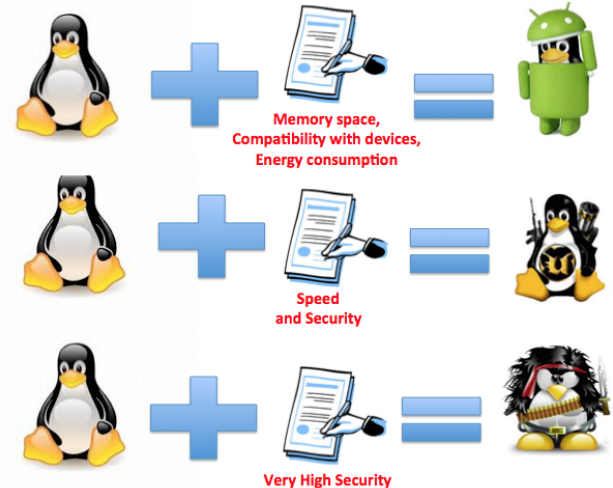 Memory space,
Compatibility with devices,
Energy consumption
Speed
and Security
Very High Security